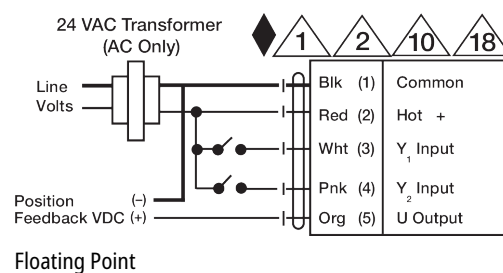 24 VAC Transformer
(AC Only)
1 2 10 18
Line
Volts
Blk (1) Common
Red (2) Hot +
Wht (3) Y1 Input
Pnk (4) Y2 Input
Position (–)
Feedback VDC (+)
Org (5) U Output
Floating Point